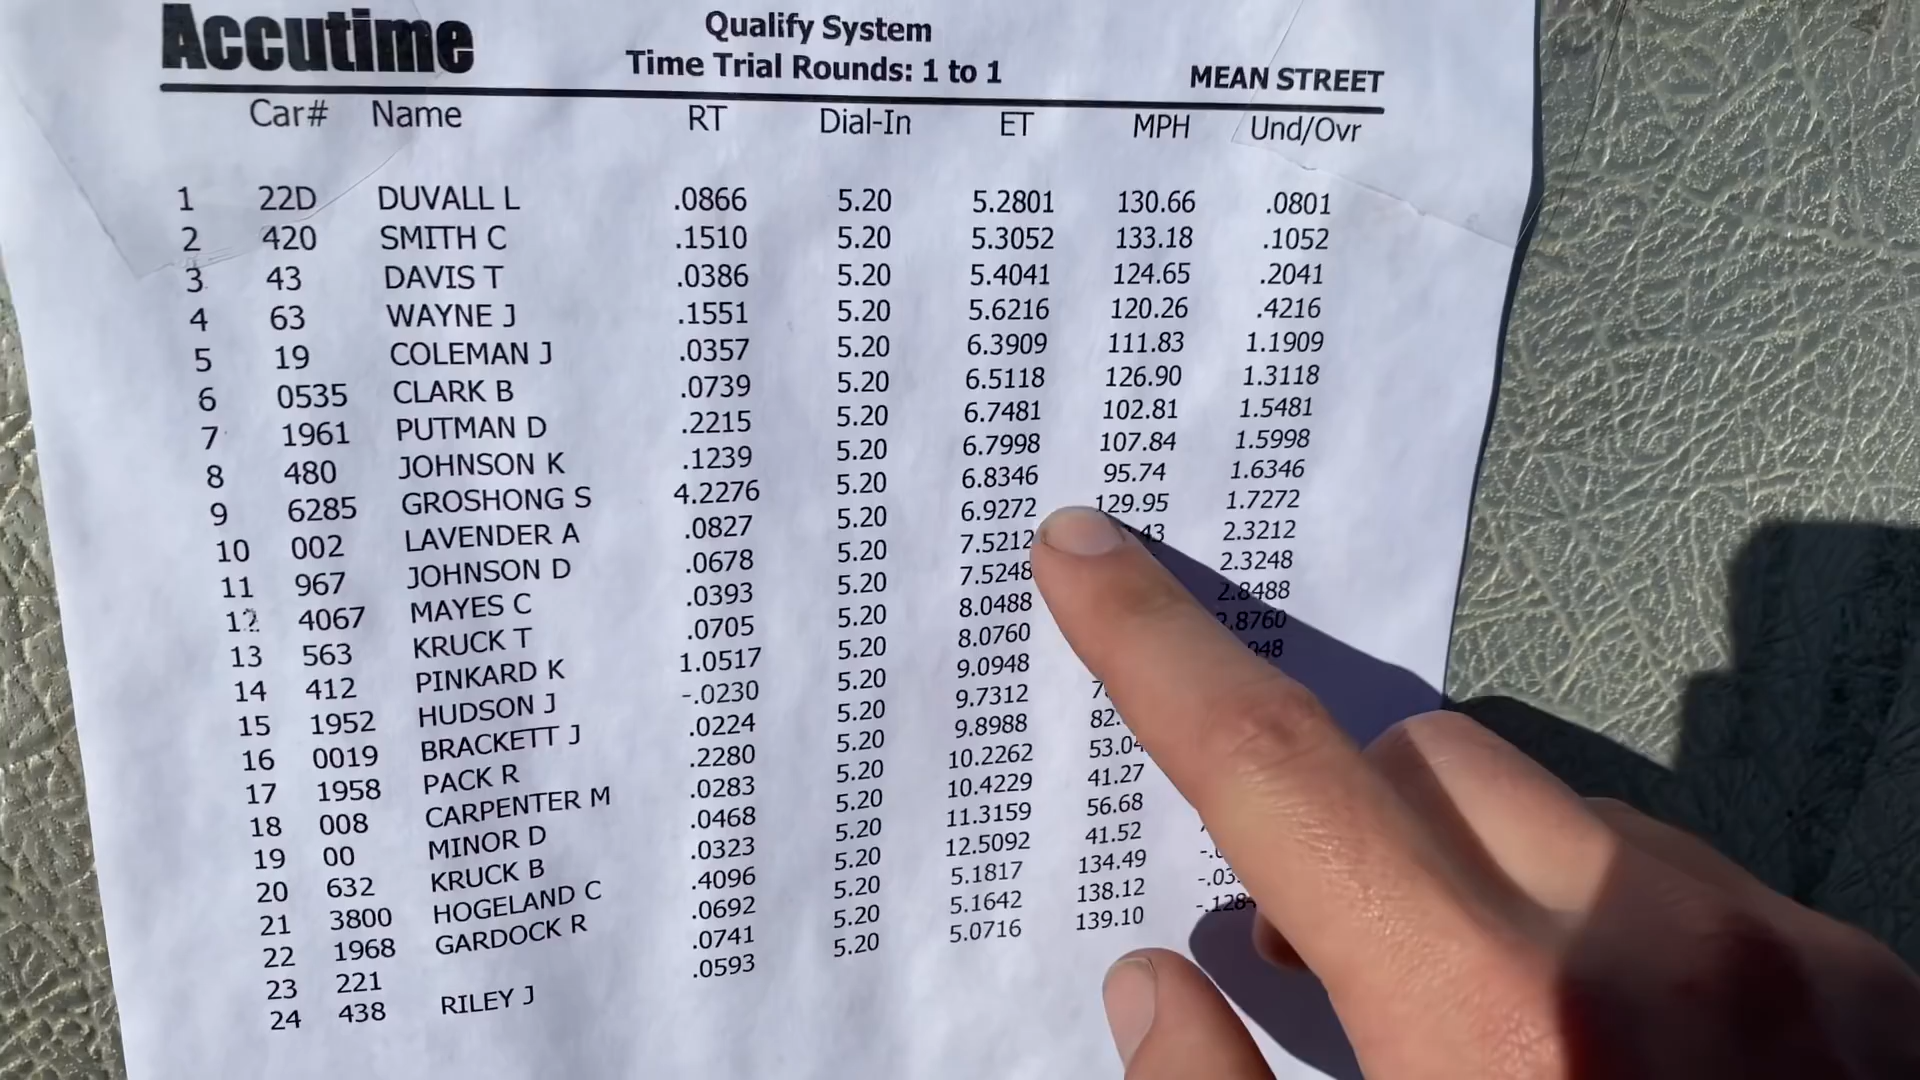 Accutime
Qualify System
Time Trial Rounds: 1 to 1
MEAN STREET
Car# Name RT Dial-In ET MPH Und/Ovr
1 22D DUVALL L .0866 5.20 5.2801 130.66 .0801
2 420 SMITH C .1510 5.20 5.3052 133.18 .1052
3 43 DAVIS T .0386 5.20 5.4041 124.65 .2041
4 63 WAYNE J .1551 5.20 5.6216 120.26 .4216
5 19 COLEMAN J .0357 5.20 6.3909 111.83 1.1909
6 0535 CLARK B .0739 5.20 6.5118 126.90 1.3118
7 1961 PUTMAN D .2215 5.20 6.7481 102.81 1.5481
8 480 JOHNSON K .1239 5.20 6.7998 107.84 1.5998
9 6285 GROSHONG S 4.2276 5.20 6.8346 95.74 1.6346
10 002 LAVENDER A .0827 5.20 6.9272 129.95 1.7272
11 967 JOHNSON D .0678 5.20 7.5212 2.3212
12 4067 MAYES C .0393 5.20 7.5248 2.3248
13 563 KRUCK T .0705 5.20 8.0488 2.8488
14 412 PINKARD K 1.0517 5.20 8.0760
15 1952 HUDSON J -.0230 5.20 9.0948
16 0019 BRACKETT J .0224 5.20 9.7312
17 1958 PACK R .2280 5.20 9.8988
18 008 CARPENTER M .0283 5.20 10.2262 53.04
19 00 MINOR D .0468 5.20 10.4229 41.27
20 632 KRUCK B .0323 5.20 11.3159 56.68
21 3800 HOGELAND C .4096 5.20 12.5092 41.52
22 1968 GARDOCK R .0692 5.20 5.1817 134.49
23 221 .0741 5.20 5.1642 138.12
24 438 RILEY J .0593 5.20 5.0716 139.10